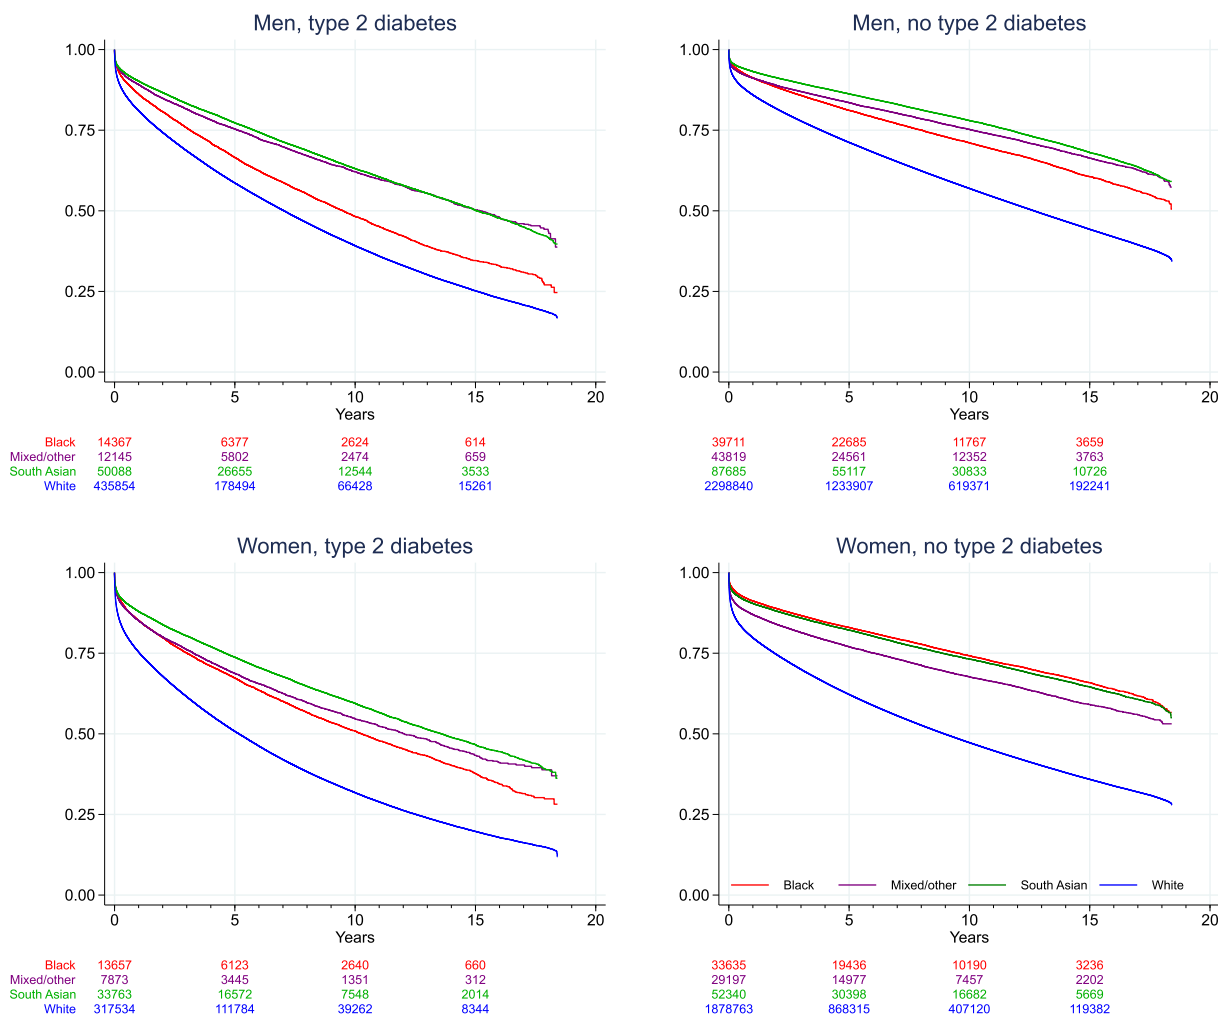 Men, type 2 diabetes
1.00
0.75
0.50
0.25
0.00
0 5 10 15 20
Years
Black 14367 6377 2624 614
Mixed/other 12145 5802 2474 659
South Asian 50088 26655 12544 3533
White 435854 178494 66428 15261
Men, no type 2 diabetes
1.00
0.75
0.50
0.25
0.00
0 5 10 15 20
Years
39711 22685 11767 3659
43819 24561 12352 3763
87685 55117 30833 10726
2298840 1233907 619371 192241
Women, type 2 diabetes
1.00
0.75
0.50
0.25
0.00
0 5 10 15 20
Years
Black 13657 6123 2640 660
Mixed/other 7873 3445 1351 312
South Asian 33763 16572 7548 2014
White 317534 111784 39262 8344
Women, no type 2 diabetes
1.00
0.75
0.50
0.25
0.00
Black Mixed/other South Asian White
0 5 10 15 20
Years
33635 19436 10190 3236
29197 14977 7457 2202
52340 30398 16682 5669
1878763 868315 407120 119382